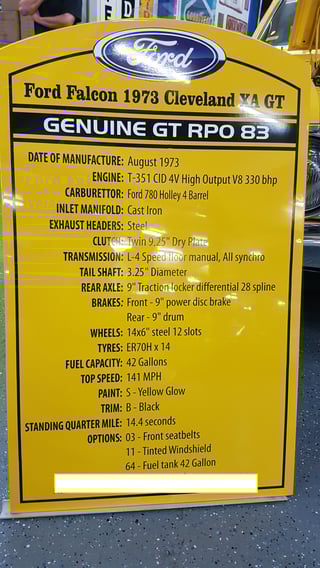 Ford
Ford Falcon 1973 Cleveland XA GT
GENUINE GT RPO 83
DATE OF MANUFACTURE: August 1973
ENGINE: T-351 CID 4V High Output V8 330 bhp
CARBURETTOR: Ford 780 Holley 4 Barrel
INLET MANIFOLD: Cast Iron
EXHAUST HEADERS: Steel
CLUTCH: Twin 9.25" Dry Plate
TRANSMISSION: L-4 Speed floor manual, All synchro
TAIL SHAFT: 3.25" Diameter
REAR AXLE: 9" Traction locker differential 28 spline
BRAKES: Front - 9" power disc brake
Rear - 9" drum
WHEELS: 14x6" steel 12 slots
TYRES: ER70H x 14
FUEL CAPACITY: 42 Gallons
TOP SPEED: 141 MPH
PAINT: S - Yellow Glow
TRIM: B - Black
STANDING QUARTER MILE: 14.4 seconds
OPTIONS: 03 - Front seatbelts
11 - Tinted Windshield
64 - Fuel tank 42 Gallon